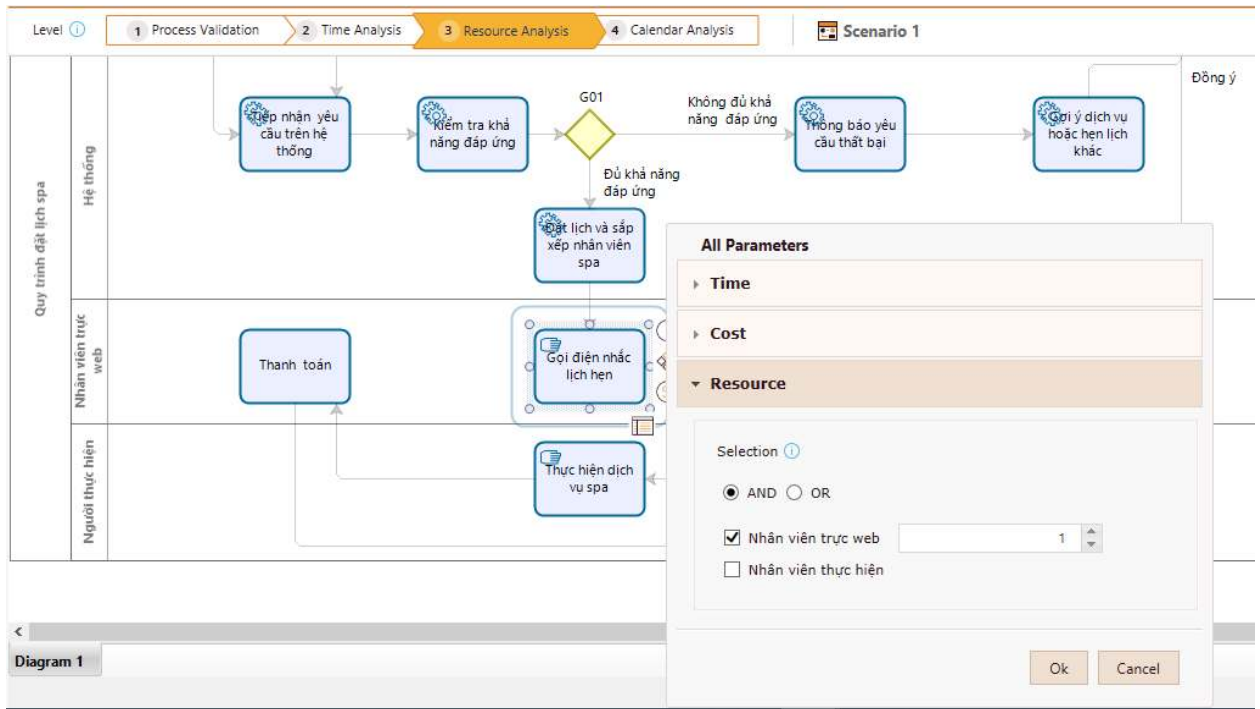 Level
1 Process Validation
2 Time Analysis
3 Resource Analysis
4 Calendar Analysis
Scenario 1
Quy trình đặt lịch spa
Hệ thống
Tiếp nhận yêu
cầu trên hệ
thống
Kiểm tra khả
năng đáp ứng
G01
Không đủ khả
năng đáp ứng
Thông báo yêu
cầu thất bại
Gợi ý dịch vụ
hoặc hẹn lịch
khác
Đồng ý
Đủ khả năng
đáp ứng
Đặt lịch và sắp
xếp nhân viên
spa
Nhân viên trực
web
Thanh toán
Gọi điện nhắc
lịch hẹn
Người thực hiện
Thực hiện dịch
vụ spa
All Parameters
Time
Cost
Resource
Selection
AND OR
Nhân viên trực web 1
Nhân viên thực hiện
Ok Cancel
Diagram 1